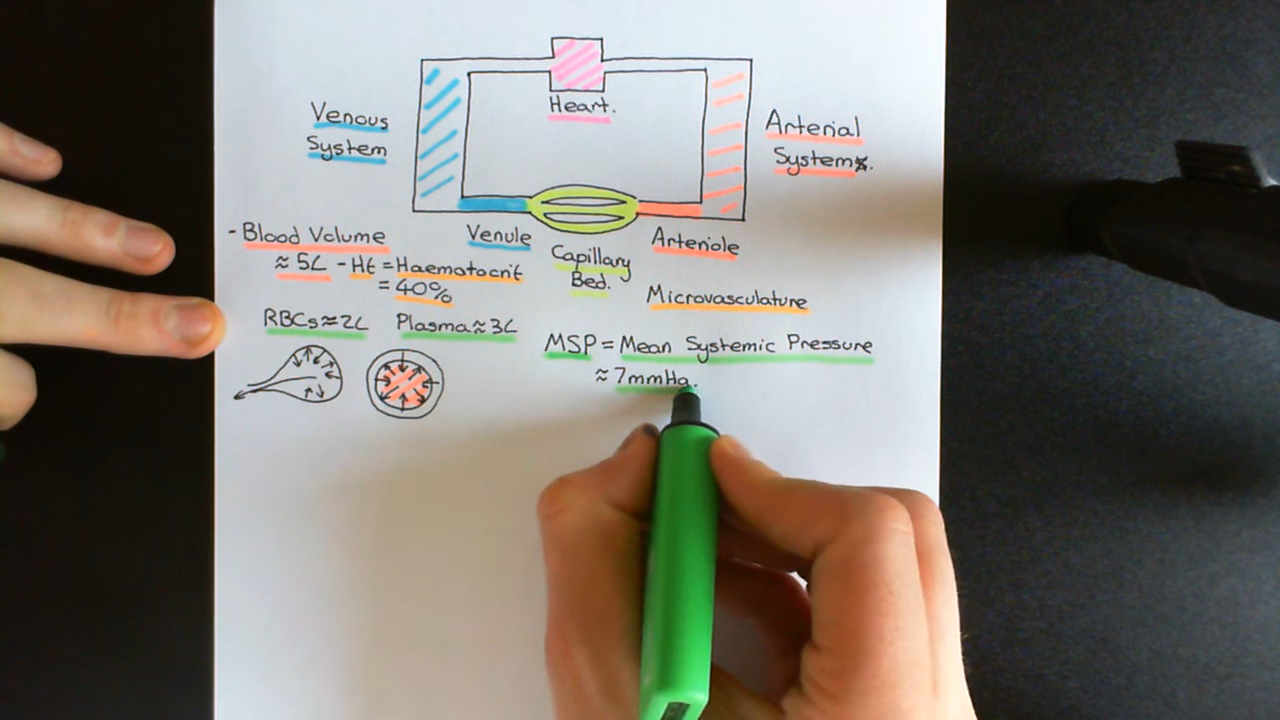 Heart.
Venous
System
Arterial
System.
Venule
Capillary
Bed.
Arteriole
- Blood Volume
≈ 5L - Ht = Haematocrit
= 40%
RBCs ≈ 2L Plasma ≈ 3L
Microvasculature
MSP = Mean Systemic Pressure
≈ 7mmHg.